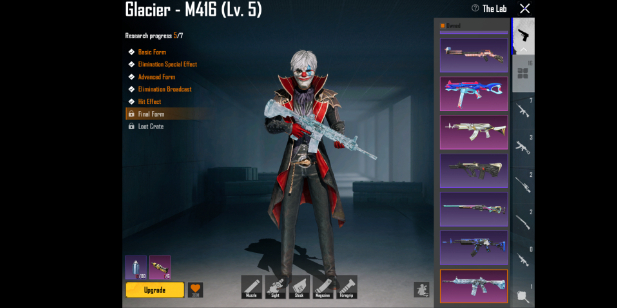 Glacier - M416 (Lv. 5)
The Lab
Research progress 5/7
Basic Form
Elimination Special Effect
Advanced Form
Elimination Broadcast
Hit Effect
Final Form
Loot Crate
Upgrade
Muzzle
Sight
Stock
Magazine
Foregrip